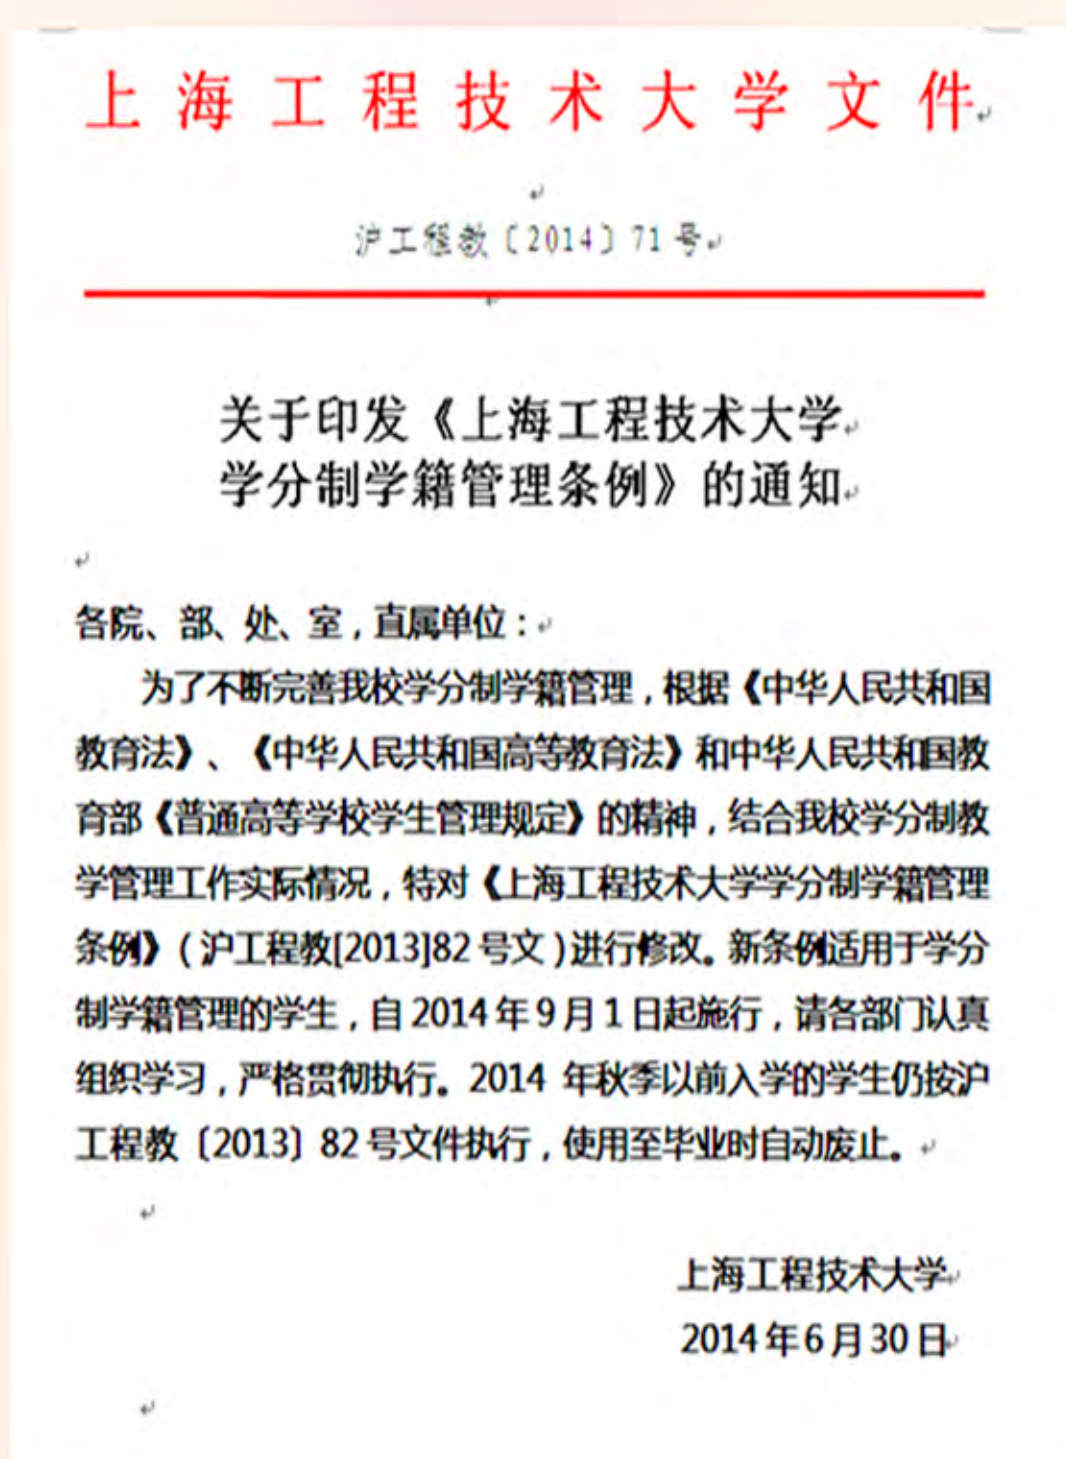 上海工程技术大学文件
沪工程教〔2014〕71号
关于印发《上海工程技术大学
学分制学籍管理条例》的通知
各院、部、处、室，直属单位：
为了不断完善我校学分制学籍管理，根据《中华人民共和国
教育法》、《中华人民共和国高等教育法》和中华人民共和国教
育部《普通高等学校学生管理规定》的精神，结合我校学分制教
学管理工作实际情况，特对《上海工程技术大学学分制学籍管理
条例》（沪工程教[2013]82号文）进行修改。新条例适用于学分
制学籍管理的学生，自2014年9月1日起施行，请各部门认真
组织学习，严格贯彻执行。2014 年秋季以前入学的学生仍按沪
工程教〔2013〕82号文件执行，使用至毕业时自动废止。
上海工程技术大学
2014年6月30日